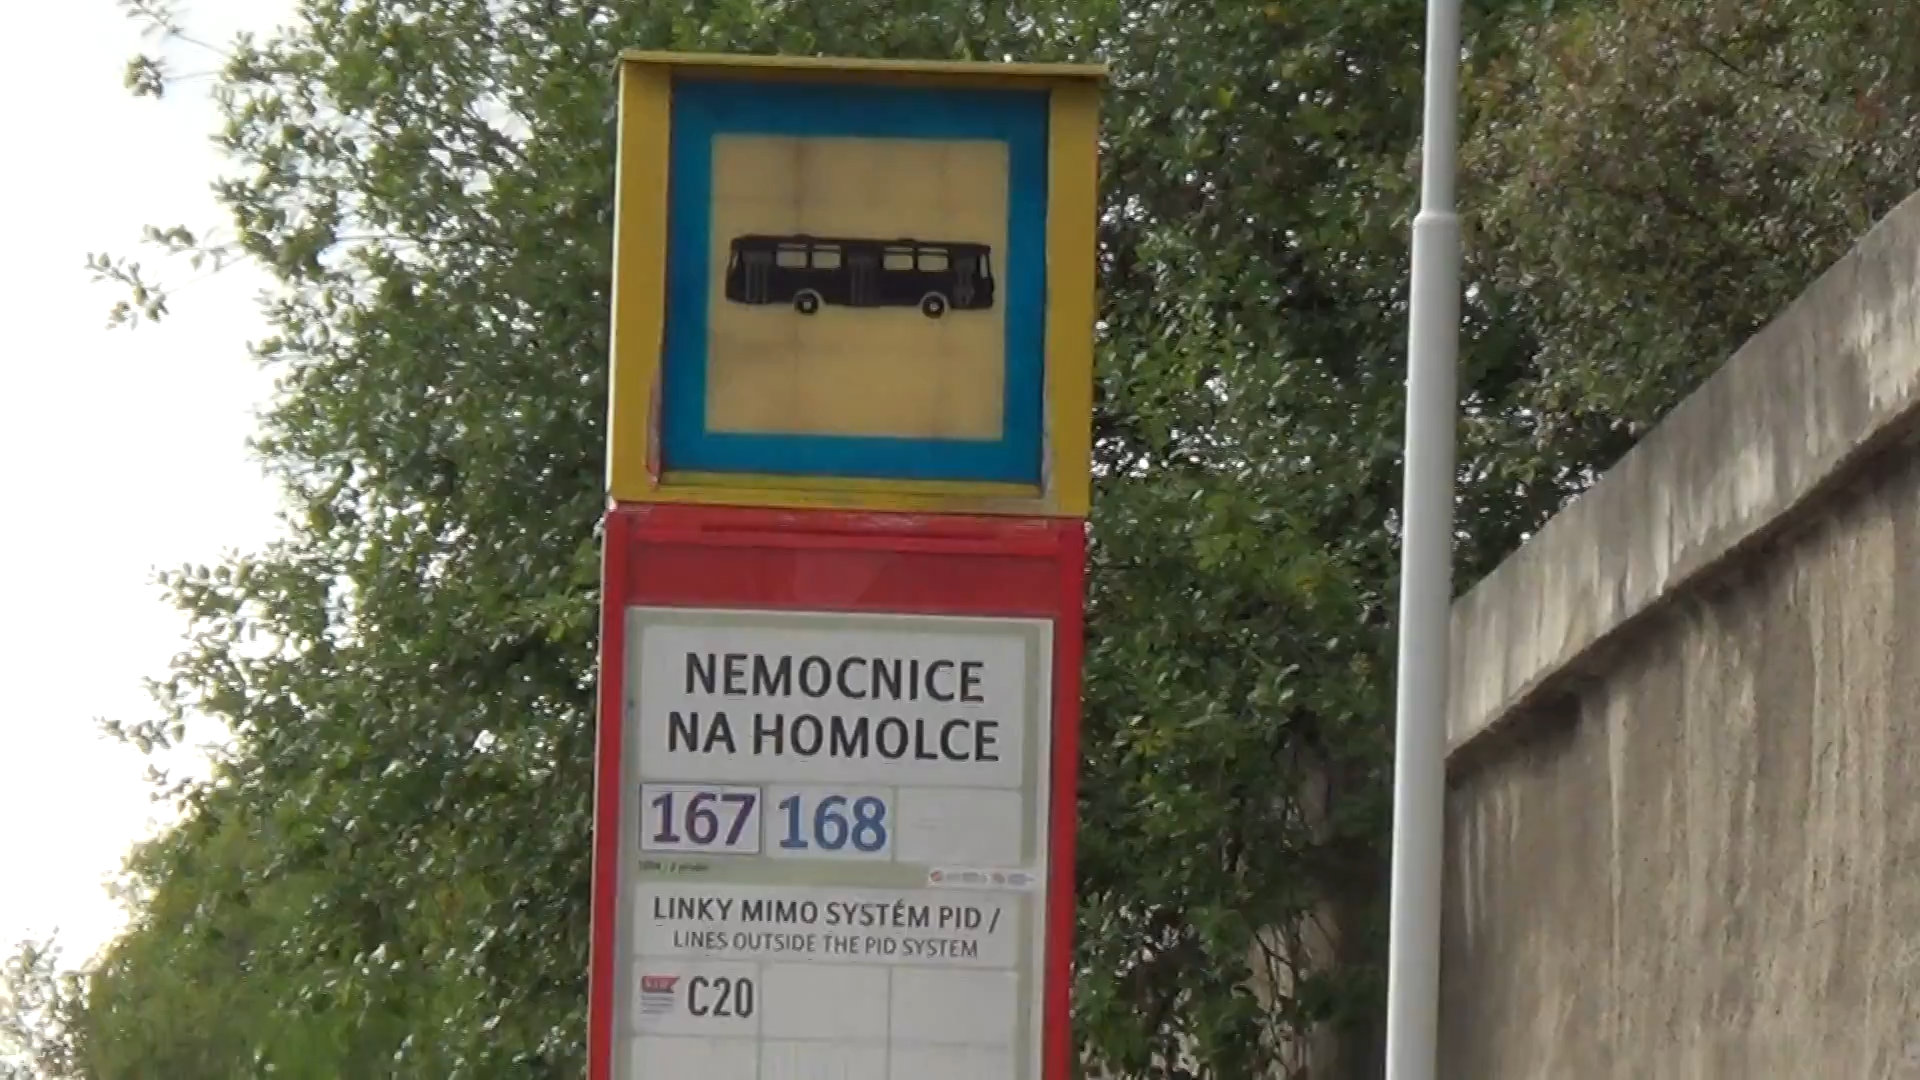 NEMOCNICE
NA HOMOLCE
167 168
LINKY MIMO SYSTÉM PID /
LINES OUTSIDE THE PID SYSTEM
C20